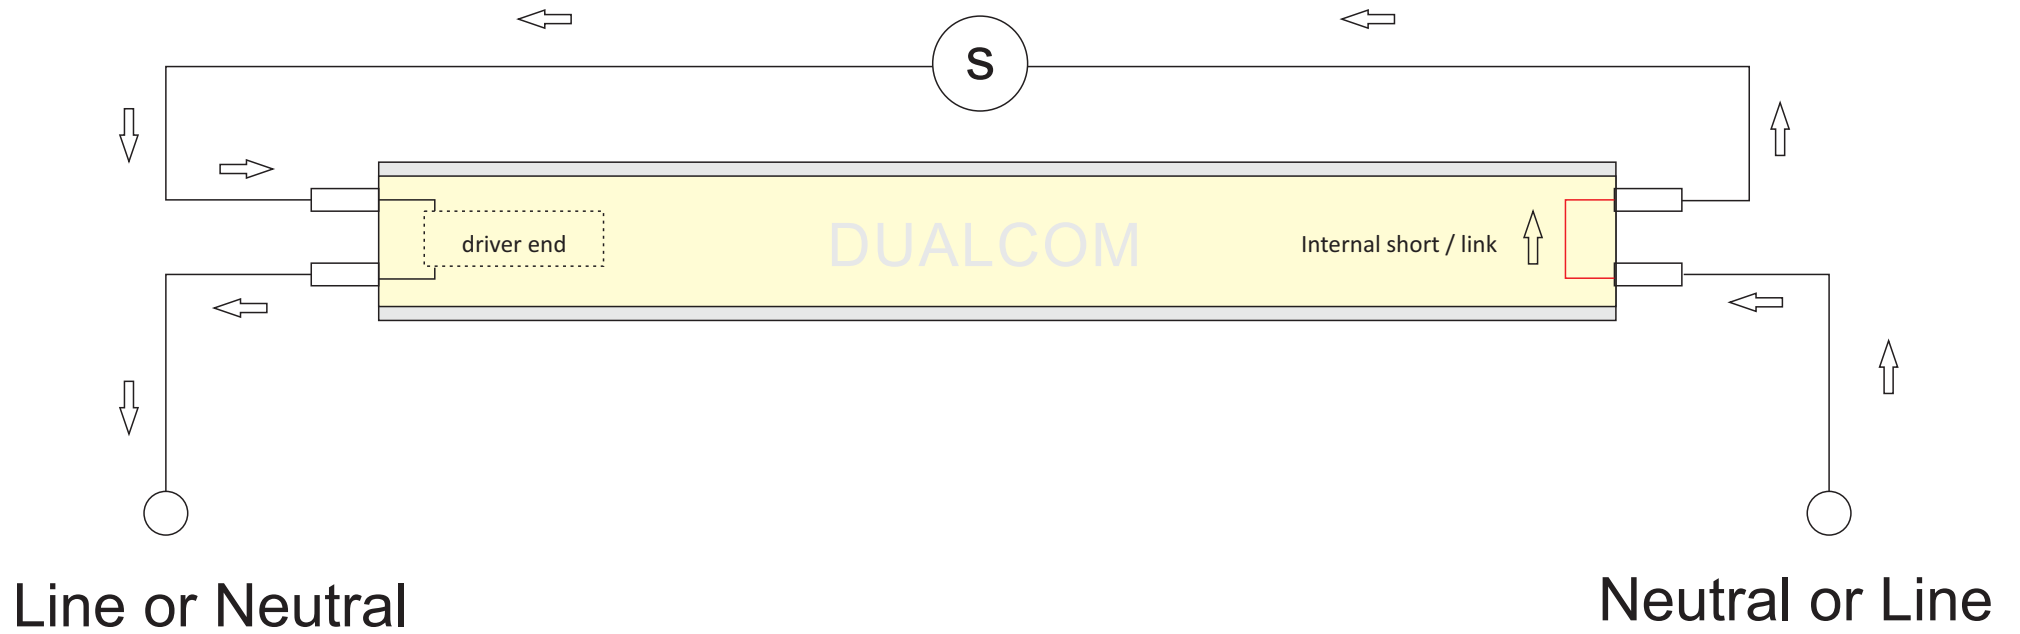 S
driver end
DUALCOM
Internal short / link
Line or Neutral
Neutral or Line